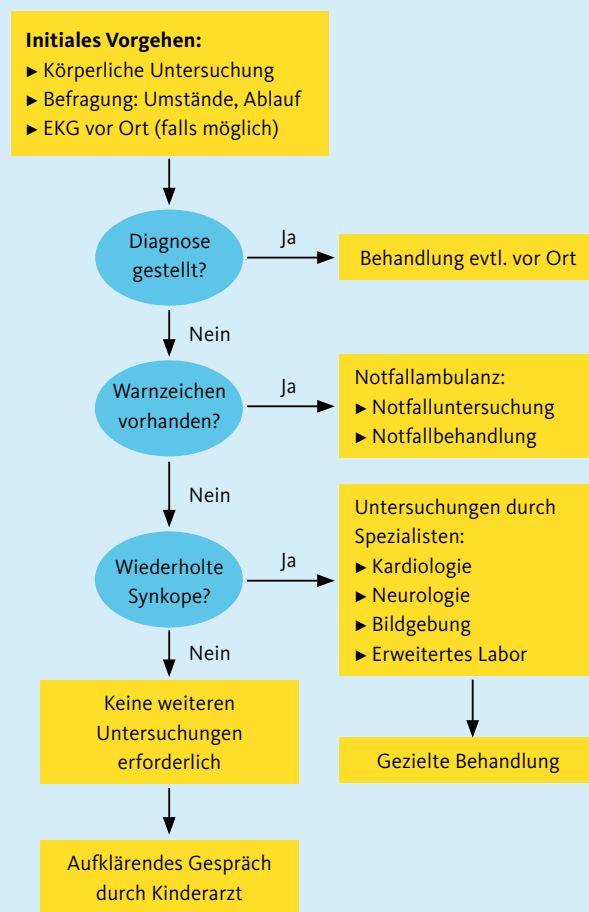 Initiales Vorgehen:
▸ Körperliche Untersuchung
▸ Befragung: Umstände, Ablauf
▸ EKG vor Ort (falls möglich)
Diagnose
gestellt?
Ja
Behandlung evtl. vor Ort
Nein
Warnzeichen
vorhanden?
Ja
Notfallambulanz:
▸ Notfalluntersuchung
▸ Notfallbehandlung
Nein
Wiederholte
Synkope?
Ja
Untersuchungen durch
Spezialisten:
▸ Kardiologie
▸ Neurologie
▸ Bildgebung
▸ Erweitertes Labor
Nein
Keine weiteren
Untersuchungen
erforderlich
Gezielte Behandlung
Aufklärendes Gespräch
durch Kinderarzt